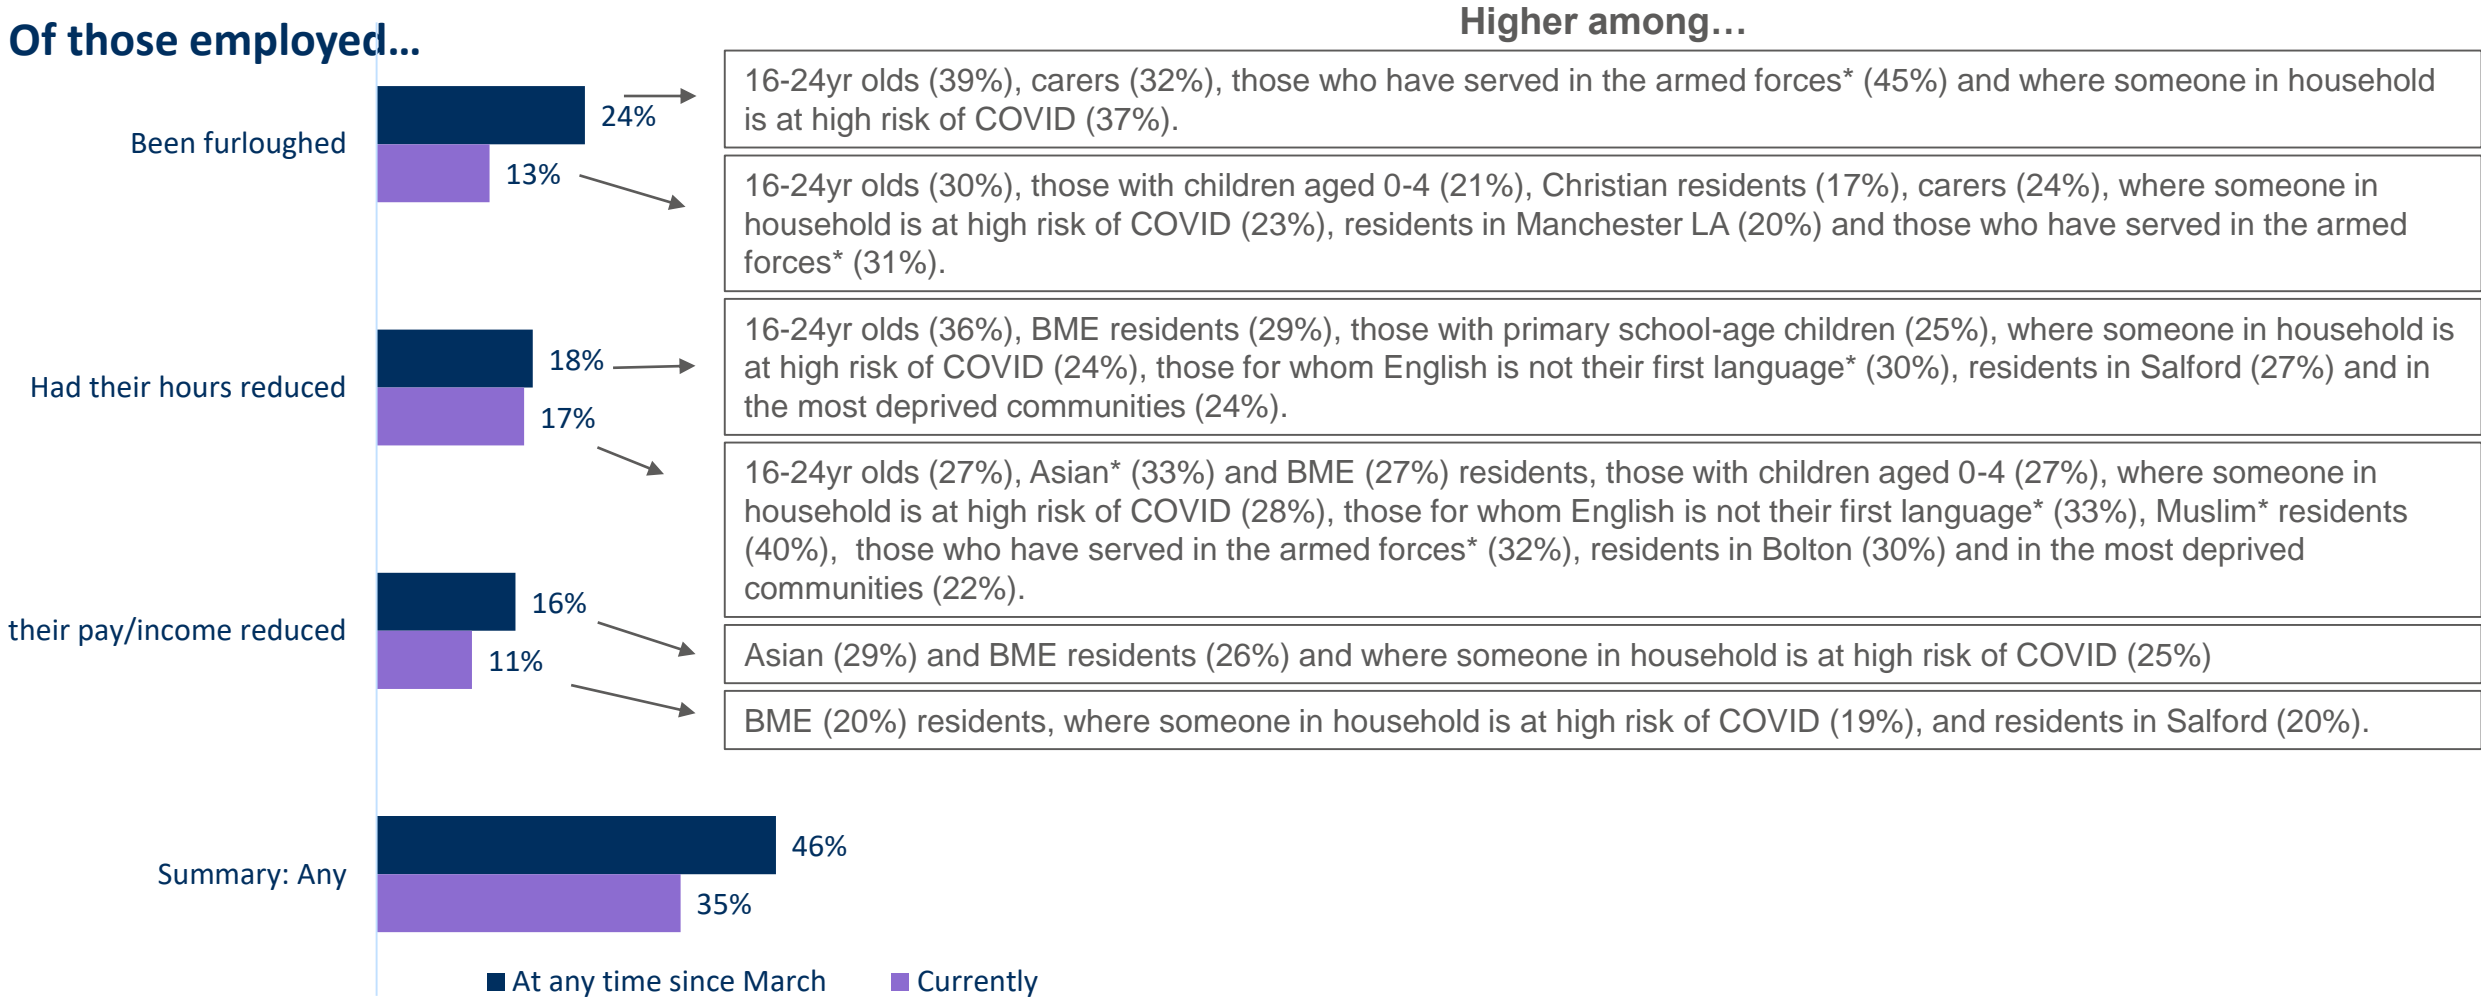 Of those employed...
Higher among…
Been furloughed
24%
13%
16-24yr olds (39%), carers (32%), those who have served in the armed forces* (45%) and where someone in household
is at high risk of COVID (37%).
16-24yr olds (30%), those with children aged 0-4 (21%), Christian residents (17%), carers (24%), where someone in
household is at high risk of COVID (23%), residents in Manchester LA (20%) and those who have served in the armed
forces* (31%).
Had their hours reduced
18%
17%
16-24yr olds (36%), BME residents (29%), those with primary school-age children (25%), where someone in household is
at high risk of COVID (24%), those for whom English is not their first language* (30%), residents in Salford (27%) and in
the most deprived communities (24%).
16-24yr olds (27%), Asian* (33%) and BME (27%) residents, those with children aged 0-4 (27%), where someone in
household is at high risk of COVID (28%), those for whom English is not their first language* (33%), Muslim* residents
(40%),  those who have served in the armed forces* (32%), residents in Bolton (30%) and in the most deprived
communities (22%).
their pay/income reduced
16%
11%
Asian (29%) and BME residents (26%) and where someone in household is at high risk of COVID (25%)
BME (20%) residents, where someone in household is at high risk of COVID (19%), and residents in Salford (20%).
Summary: Any
46%
35%
At any time since March
Currently